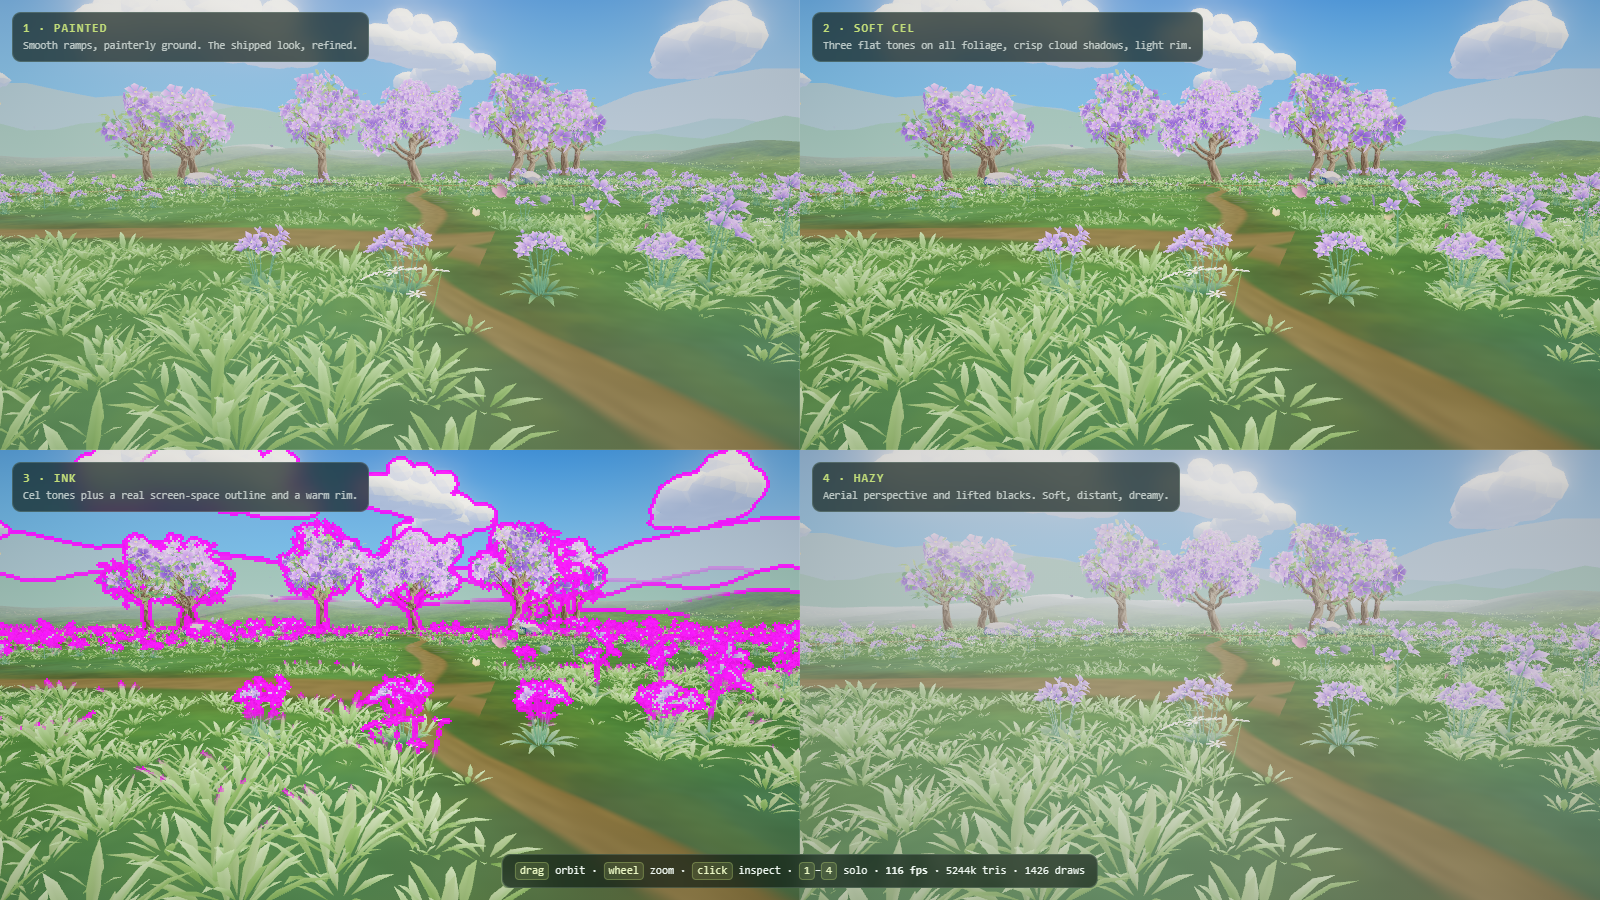 1 · PAINTED
Smooth ramps, painterly ground. The shipped look, refined.
2 · SOFT CEL
Three flat tones on all foliage, crisp cloud shadows, light rim.
3 · INK
Cel tones plus a real screen-space outline and a warm rim.
4 · HAZY
Aerial perspective and lifted blacks. Soft, distant, dreamy.
drag orbit · wheel zoom · click inspect · 1–4 solo · 116 fps · 5244k tris · 1426 draws